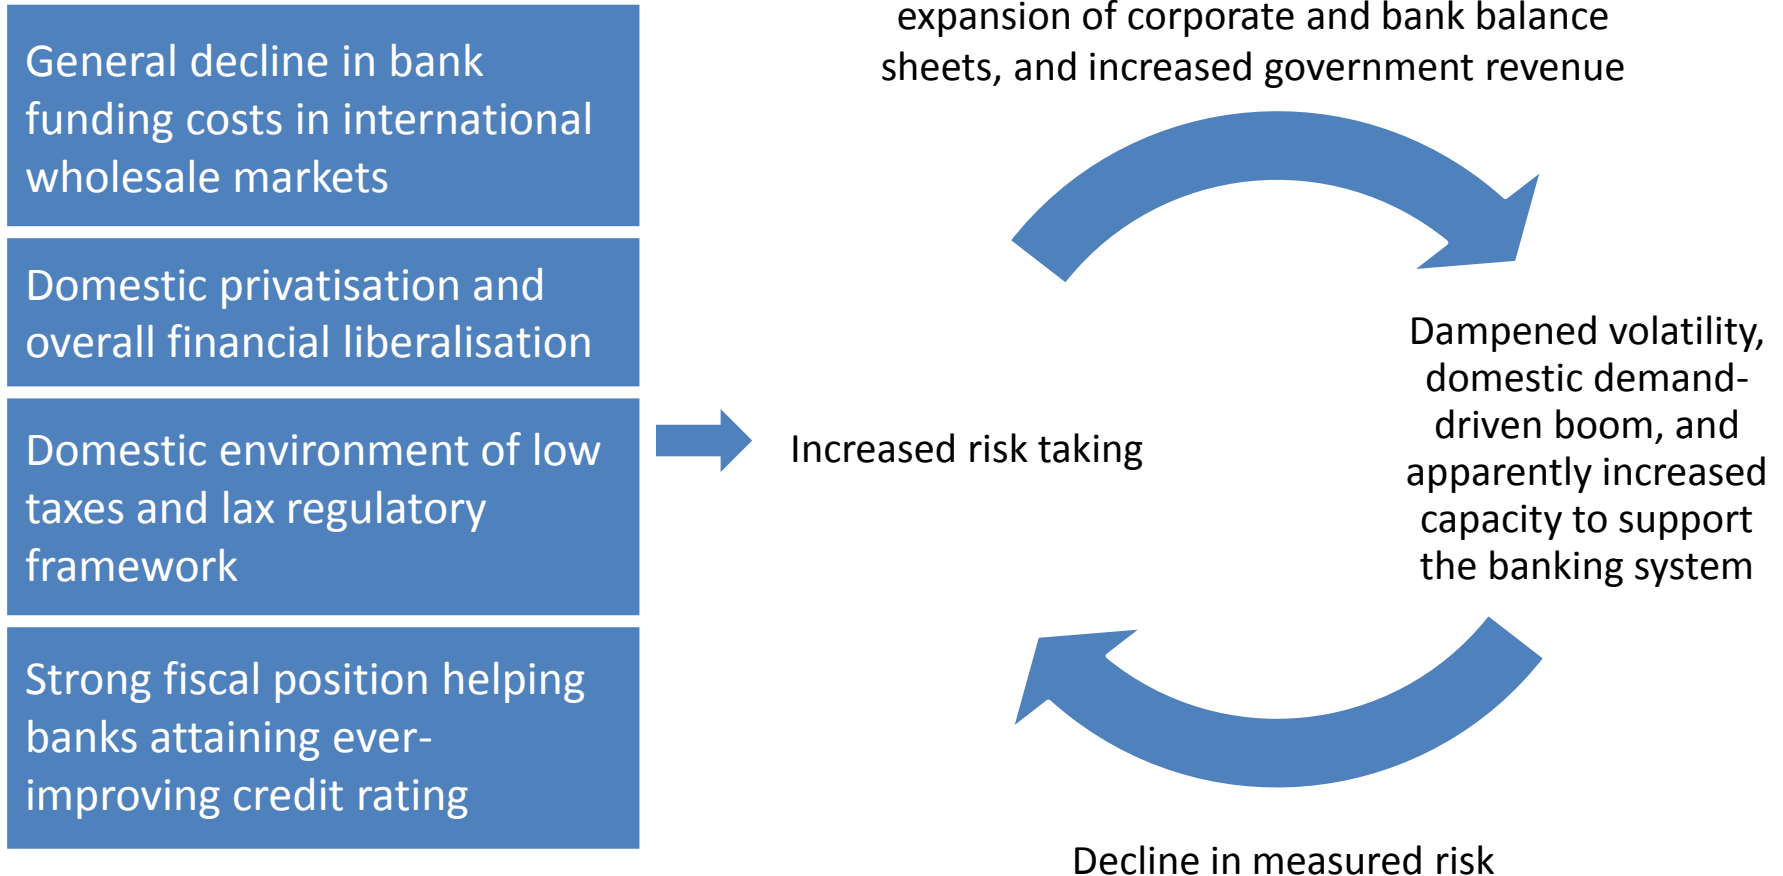 General decline in bank
funding costs in international
wholesale markets
Domestic privatisation and
overall financial liberalisation
Domestic environment of low
taxes and lax regulatory
framework
Strong fiscal position helping
banks attaining ever-
improving credit rating
expansion of corporate and bank balance
sheets, and increased government revenue
Increased risk taking
Dampened volatility,
domestic demand-
driven boom, and
apparently increased
capacity to support
the banking system
Decline in measured risk